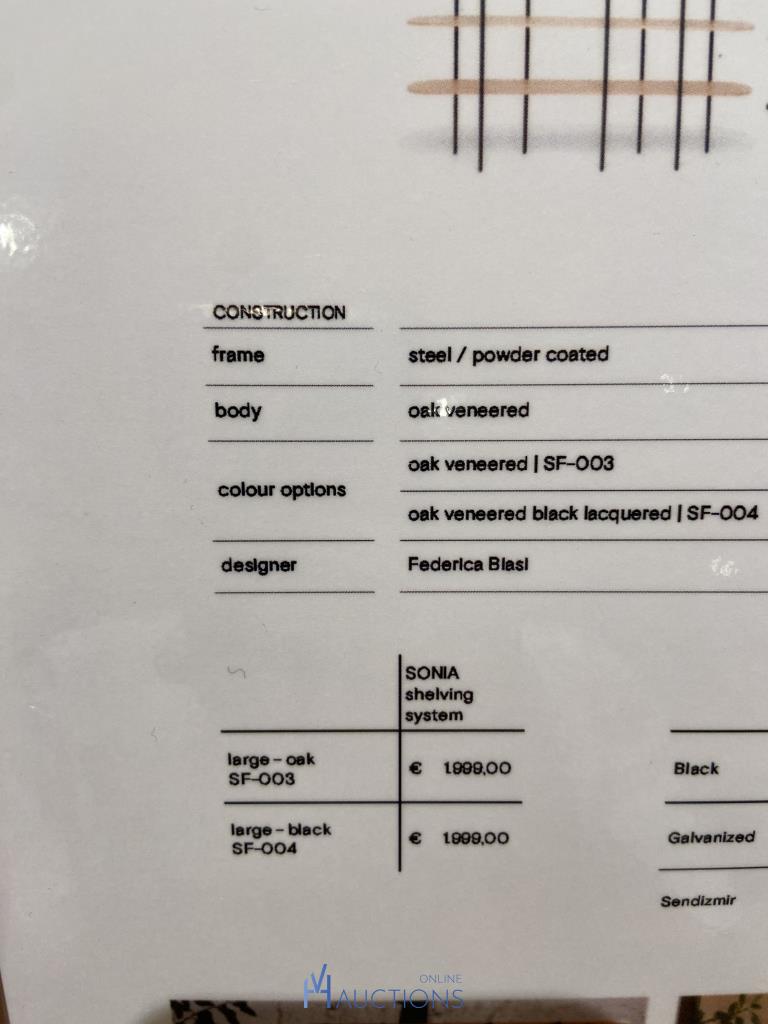 CONSTRUCTION
frame
steel / powder coated
body
oak veneered
colour options
oak veneered | SF-003
oak veneered black lacquered | SF-004
designer
Federica Biasi
SONIA
shelving
system
large - oak
SF-003
€ 1.999,00
Black
large - black
SF-004
€ 1.999,00
Galvanized
Sendizmir
ONLINE
AUCTIONS